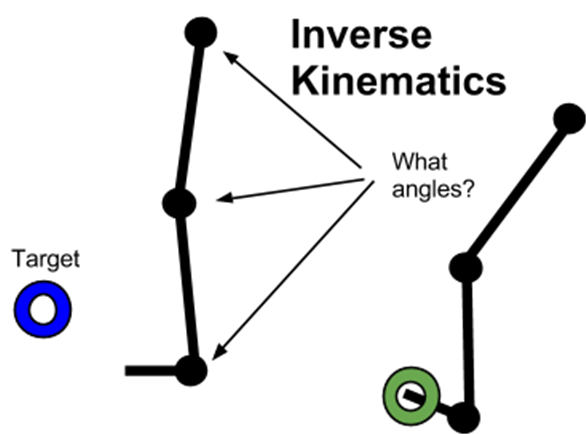 Inverse
Kinematics
What
angles?
Target